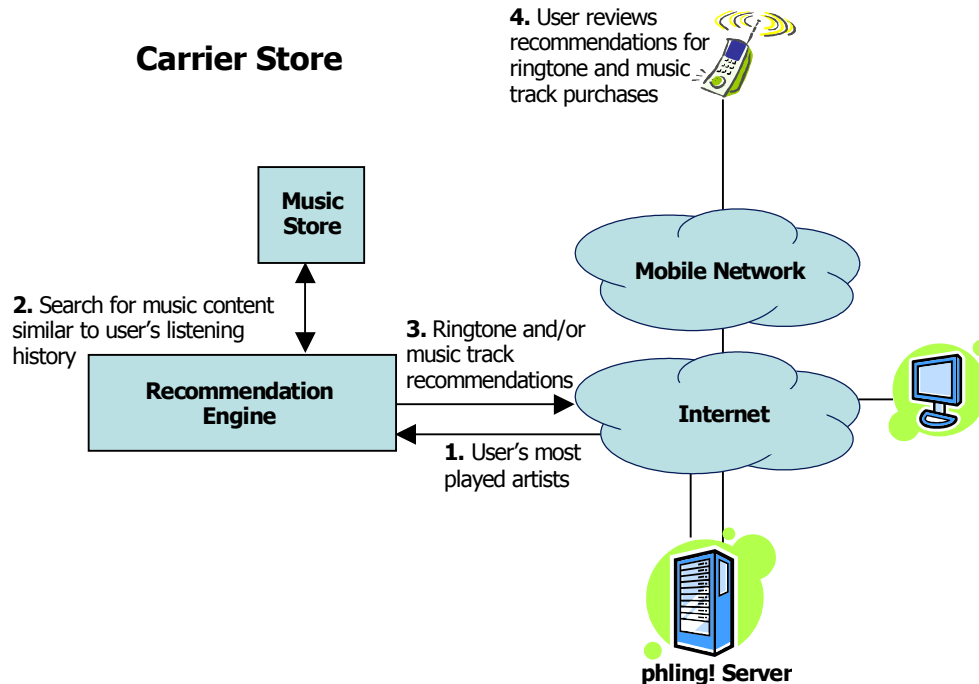 Carrier Store
4. User reviews
recommendations for
ringtone and music
track purchases
Music
Store
Mobile Network
2. Search for music content
similar to user's listening
history
3. Ringtone and/or
music track
recommendations
Recommendation
Engine
Internet
1. User's most
played artists
phling! Server